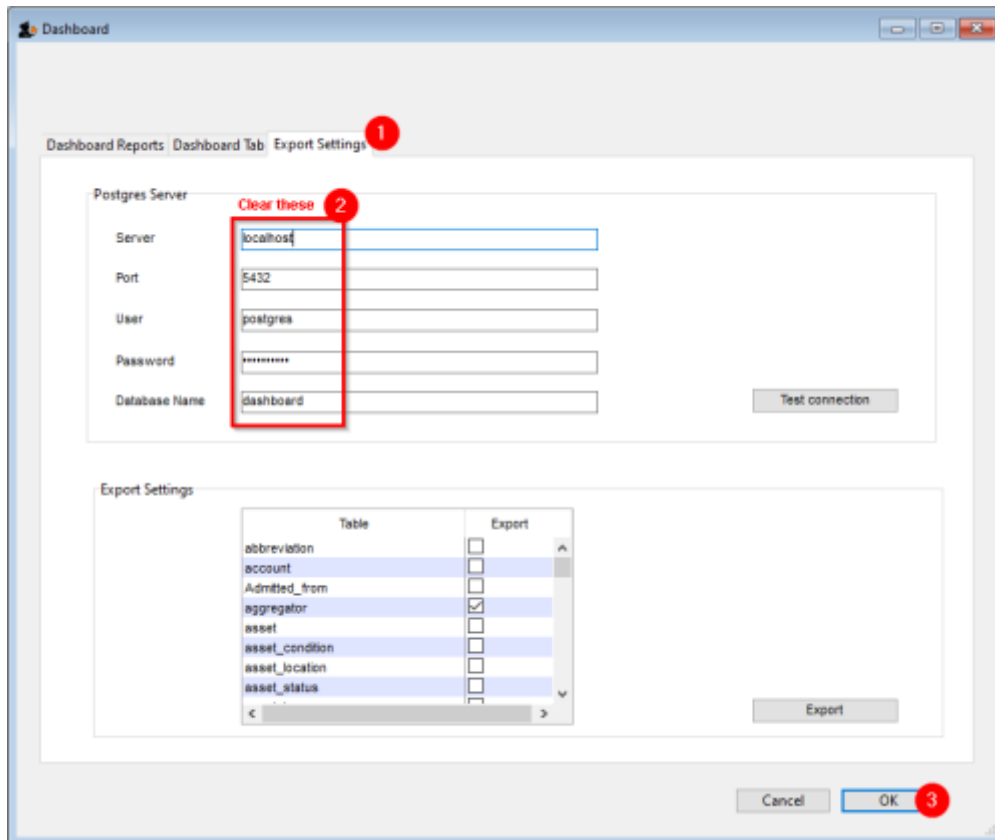 Dashboard
Dashboard Reports Dashboard Tab Export Settings 1
Postgres Server
Clear these 2
Server localhost
Port 5432
User postgres
Password ••••••••••
Database Name dashboard Test connection
Export Settings
Table Export
abbreviation
account
Admitted_from
aggregator
asset
asset_condition
asset_location
asset_status
Export
Cancel OK 3